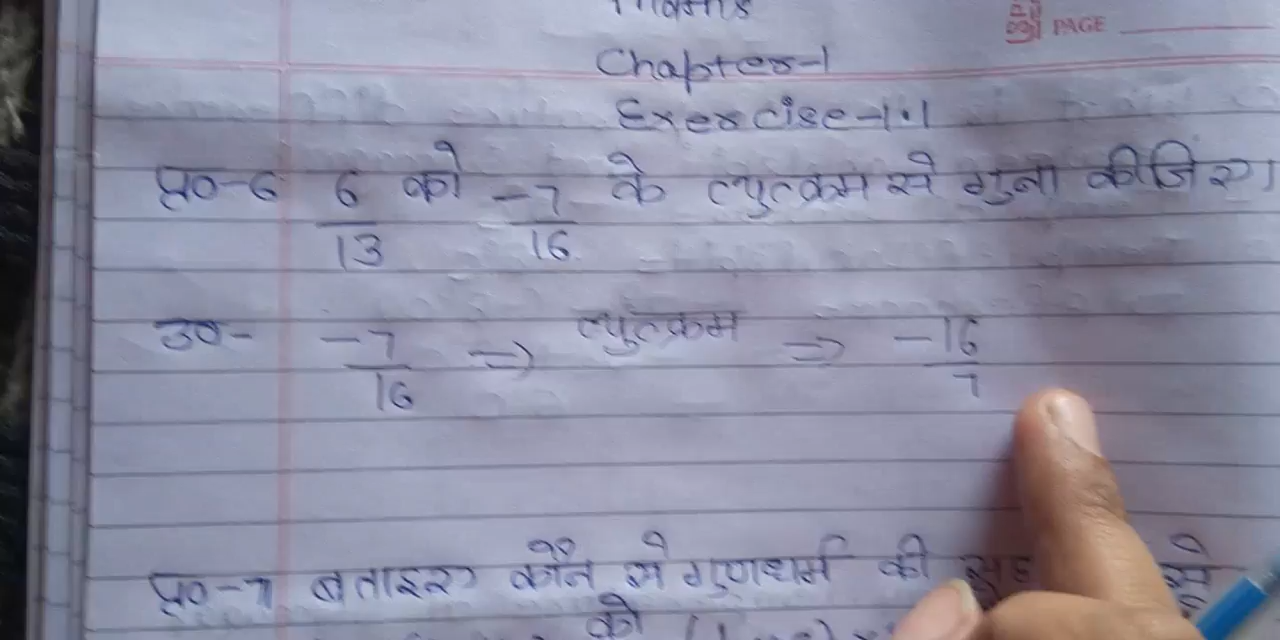 PAGE
Chapter-1
Exercise-1.1
प्र०-6 6/13 को -7/16 के व्युत्क्रम से गुना कीजिए।
उ०- -7/16 => व्युत्क्रम => -16/7
प्र०-7 बताइए कौन से गुणधर्म की से
को